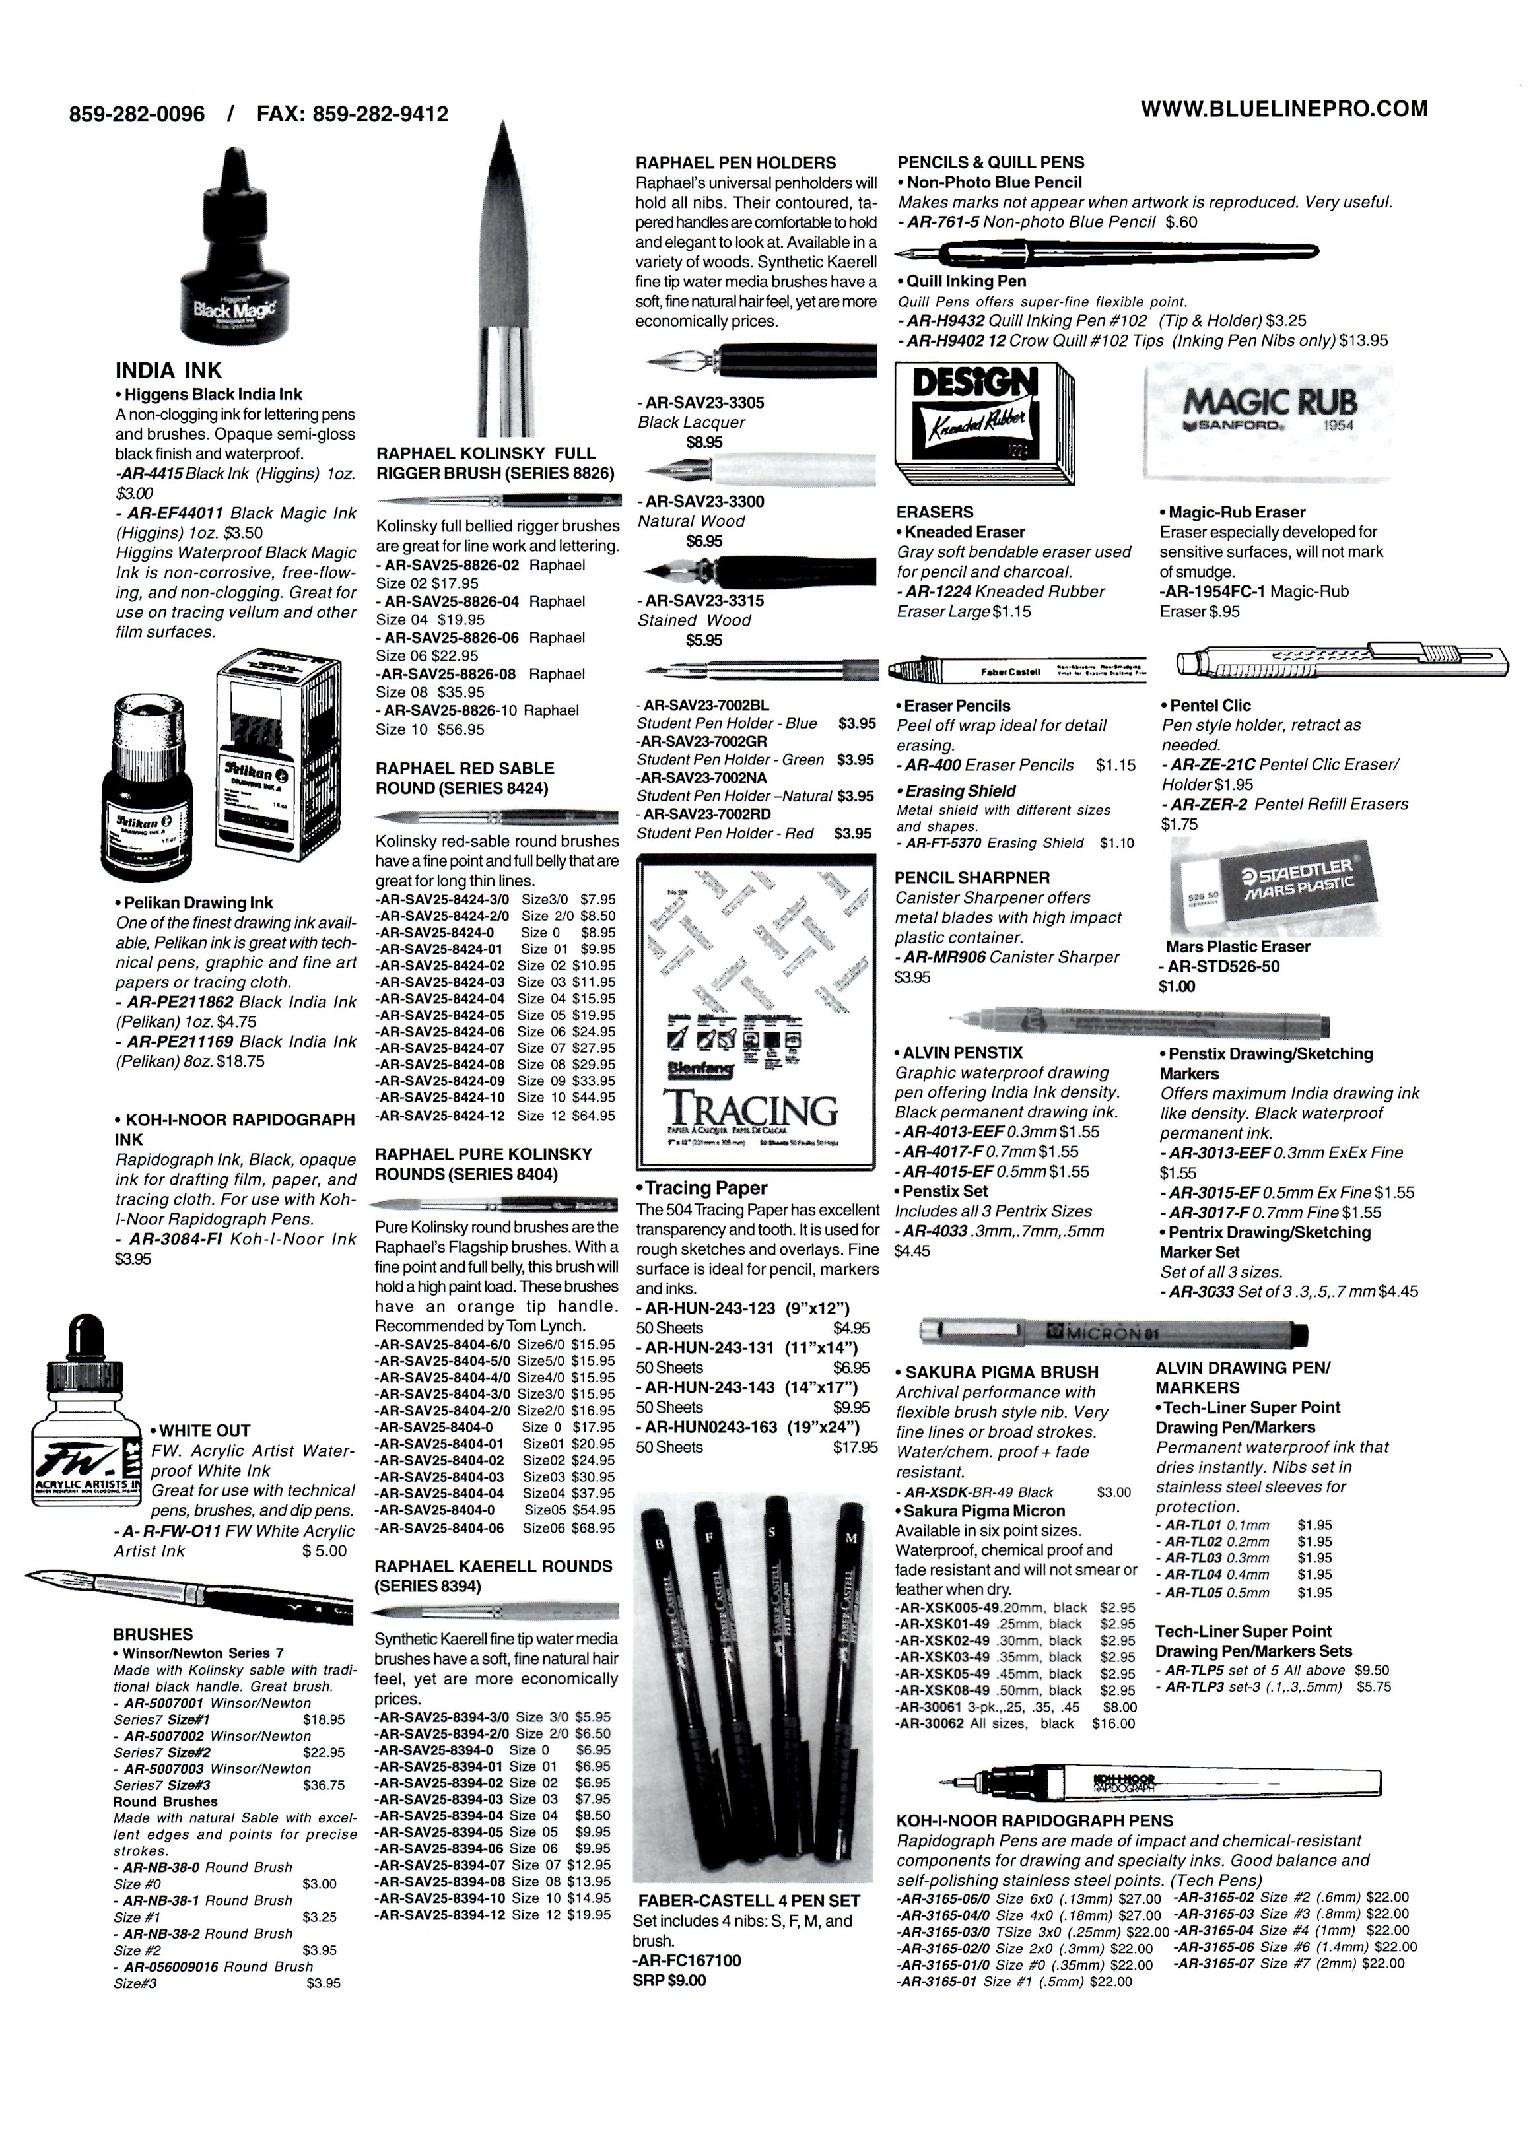 859-282-0096 / FAX: 859-282-9412
WWW.BLUELINEPRO.COM
Higgins
Black Magic
INDIA INK
• Higgens Black India Ink
A non-clogging ink for lettering pens
and brushes. Opaque semi-gloss
black finish and waterproof.
-AR-4415 Black Ink (Higgins) 1oz.
$3.00
- AR-EF44011 Black Magic Ink
(Higgins) 1oz. $3.50
Higgins Waterproof Black Magic
Ink is non-corrosive, free-flow-
ing, and non-clogging. Great for
use on tracing vellum and other
film surfaces.
Pelikan
DRAWING INK A
Pelikan
DRAWING INK
• Pelikan Drawing Ink
One of the finest drawing ink avail-
able, Pelikan ink is great with tech-
nical pens, graphic and fine art
papers or tracing cloth.
- AR-PE211862 Black India Ink
(Pelikan) 1oz. $4.75
- AR-PE211169 Black India Ink
(Pelikan) 8oz. $18.75
• KOH-I-NOOR RAPIDOGRAPH
INK
Rapidograph Ink, Black, opaque
ink for drafting film, paper, and
tracing cloth. For use with Koh-
I-Noor Rapidograph Pens.
- AR-3084-FI Koh-I-Noor Ink
$3.95
FW.
ACRYLIC ARTISTS IN
• WHITE OUT
FW. Acrylic Artist Water-
proof White Ink
Great for use with technical
pens, brushes, and dip pens.
- A- R-FW-O11 FW White Acrylic
Artist Ink $ 5.00
BRUSHES
• Winsor/Newton Series 7
Made with Kolinsky sable with tradi-
tional black handle. Great brush.
- AR-5007001 Winsor/Newton
Series7 Size#1 $18.95
- AR-5007002 Winsor/Newton
Series7 Size#2 $22.95
- AR-5007003 Winsor/Newton
Series7 Size#3 $36.75
Round Brushes
Made with natural Sable with excel-
lent edges and points for precise
strokes.
- AR-NB-38-0 Round Brush
Size #0 $3.00
- AR-NB-38-1 Round Brush
Size #1 $3.25
- AR-NB-38-2 Round Brush
Size #2 $3.95
- AR-056009016 Round Brush
Size#3 $3.95
RAPHAEL KOLINSKY FULL
RIGGER BRUSH (SERIES 8826)
Kolinsky full bellied rigger brushes
are great for line work and lettering.
- AR-SAV25-8826-02 Raphael
Size 02 $17.95
- AR-SAV25-8826-04 Raphael
Size 04 $19.95
- AR-SAV25-8826-06 Raphael
Size 06 $22.95
-AR-SAV25-8826-08 Raphael
Size 08 $35.95
- AR-SAV25-8826-10 Raphael
Size 10 $56.95
RAPHAEL RED SABLE
ROUND (SERIES 8424)
Kolinsky red-sable round brushes
have a fine point and full belly that are
great for long thin lines.
-AR-SAV25-8424-3/0 Size3/0 $7.95
-AR-SAV25-8424-2/0 Size 2/0 $8.50
-AR-SAV25-8424-0 Size 0 $8.95
-AR-SAV25-8424-01 Size 01 $9.95
-AR-SAV25-8424-02 Size 02 $10.95
-AR-SAV25-8424-03 Size 03 $11.95
-AR-SAV25-8424-04 Size 04 $15.95
-AR-SAV25-8424-05 Size 05 $19.95
-AR-SAV25-8424-06 Size 06 $24.95
-AR-SAV25-8424-07 Size 07 $27.95
-AR-SAV25-8424-08 Size 08 $29.95
-AR-SAV25-8424-09 Size 09 $33.95
-AR-SAV25-8424-10 Size 10 $44.95
-AR-SAV25-8424-12 Size 12 $64.95
RAPHAEL PURE KOLINSKY
ROUNDS (SERIES 8404)
Pure Kolinsky round brushes are the
Raphael's Flagship brushes. With a
fine point and full belly, this brush will
hold a high paint load. These brushes
have an orange tip handle.
Recommended by Tom Lynch.
-AR-SAV25-8404-6/0 Size6/0 $15.95
-AR-SAV25-8404-5/0 Size5/0 $15.95
-AR-SAV25-8404-4/0 Size4/0 $15.95
-AR-SAV25-8404-3/0 Size3/0 $15.95
-AR-SAV25-8404-2/0 Size2/0 $16.95
-AR-SAV25-8404-0 Size 0 $17.95
-AR-SAV25-8404-01 Size01 $20.95
-AR-SAV25-8404-02 Size02 $24.95
-AR-SAV25-8404-03 Size03 $30.95
-AR-SAV25-8404-04 Size04 $37.95
-AR-SAV25-8404-0 Size05 $54.95
-AR-SAV25-8404-06 Size06 $68.95
RAPHAEL KAERELL ROUNDS
(SERIES 8394)
Synthetic Kaerell fine tip water media
brushes have a soft, fine natural hair
feel, yet are more economically
prices.
-AR-SAV25-8394-3/0 Size 3/0 $5.95
-AR-SAV25-8394-2/0 Size 2/0 $6.50
-AR-SAV25-8394-0 Size 0 $6.95
-AR-SAV25-8394-01 Size 01 $6.95
-AR-SAV25-8394-02 Size 02 $6.95
-AR-SAV25-8394-03 Size 03 $7.95
-AR-SAV25-8394-04 Size 04 $8.50
-AR-SAV25-8394-05 Size 05 $9.95
-AR-SAV25-8394-06 Size 06 $9.95
-AR-SAV25-8394-07 Size 07 $12.95
-AR-SAV25-8394-08 Size 08 $13.95
-AR-SAV25-8394-10 Size 10 $14.95
-AR-SAV25-8394-12 Size 12 $19.95
RAPHAEL PEN HOLDERS
Raphael's universal penholders will
hold all nibs. Their contoured, ta-
pered handles are comfortable to hold
and elegant to look at. Available in a
variety of woods. Synthetic Kaerell
fine tip water media brushes have a
soft, fine natural hair feel, yet are more
economically prices.
- AR-SAV23-3305
Black Lacquer
$8.95
- AR-SAV23-3300
Natural Wood
$6.95
- AR-SAV23-3315
Stained Wood
$5.95
- AR-SAV23-7002BL
Student Pen Holder - Blue $3.95
-AR-SAV23-7002GR
Student Pen Holder - Green $3.95
-AR-SAV23-7002NA
Student Pen Holder –Natural $3.95
- AR-SAV23-7002RD
Student Pen Holder - Red $3.95
No. 504
Bienfang
TRACING
PAPIER À CALQUER PAPEL DE CALCAR
9" x 12" (229mm x 305 mm) 50 Sheets 50 Feuilles 50 Hojas
• Tracing Paper
The 504 Tracing Paper has excellent
transparency and tooth. It is used for
rough sketches and overlays. Fine
surface is ideal for pencil, markers
and inks.
- AR-HUN-243-123 (9"x12")
50 Sheets $4.95
- AR-HUN-243-131 (11"x14")
50 Sheets $6.95
- AR-HUN-243-143 (14"x17")
50 Sheets $9.95
- AR-HUN0243-163 (19"x24")
50 Sheets $17.95
B F S M
FABER-CASTELL
FABER-CASTELL
FABER-CASTELL
FABER-CASTELL
FABER-CASTELL 4 PEN SET
Set includes 4 nibs: S, F, M, and
brush.
-AR-FC167100
SRP $9.00
PENCILS & QUILL PENS
• Non-Photo Blue Pencil
Makes marks not appear when artwork is reproduced. Very useful.
- AR-761-5 Non-photo Blue Pencil $.60
• Quill Inking Pen
Quill Pens offers super-fine flexible point.
- AR-H9432 Quill Inking Pen #102 (Tip & Holder) $3.25
- AR-H9402 12 Crow Quill #102 Tips (Inking Pen Nibs only) $13.95
DESIGN
Kneaded Rubber
1224
MAGIC RUB
SANFORD. 1954
ERASERS
• Kneaded Eraser
Gray soft bendable eraser used
for pencil and charcoal.
- AR-1224 Kneaded Rubber
Eraser Large $1.15
• Magic-Rub Eraser
Eraser especially developed for
sensitive surfaces, will not mark
of smudge.
-AR-1954FC-1 Magic-Rub
Eraser $.95
Faber Castell
• Eraser Pencils
Peel off wrap ideal for detail
erasing.
- AR-400 Eraser Pencils $1.15
• Erasing Shield
Metal shield with different sizes
and shapes.
- AR-FT-5370 Erasing Shield $1.10
• Pentel Clic
Pen style holder, retract as
needed.
- AR-ZE-21C Pentel Clic Eraser/
Holder $1.95
- AR-ZER-2 Pentel Refill Erasers
$1.75
PENCIL SHARPNER
Canister Sharpener offers
metal blades with high impact
plastic container.
- AR-MR906 Canister Sharper
$3.95
526 50
GERMANY
STAEDTLER
MARS PLASTIC
Mars Plastic Eraser
- AR-STD526-50
$1.00
• ALVIN PENSTIX
Graphic waterproof drawing
pen offering India Ink density.
Black permanent drawing ink.
- AR-4013-EEF 0.3mm $1.55
- AR-4017-F 0.7mm $1.55
- AR-4015-EF 0.5mm $1.55
• Penstix Set
Includes all 3 Pentrix Sizes
- AR-4033 .3mm,.7mm,.5mm
$4.45
• Penstix Drawing/Sketching
Markers
Offers maximum India drawing ink
like density. Black waterproof
permanent ink.
- AR-3013-EEF 0.3mm ExEx Fine
$1.55
- AR-3015-EF 0.5mm Ex Fine $1.55
- AR-3017-F 0.7mm Fine $1.55
• Pentrix Drawing/Sketching
Marker Set
Set of all 3 sizes.
- AR-3033 Set of 3 .3,.5,.7 mm $4.45
MICRON 01
• SAKURA PIGMA BRUSH
Archival performance with
flexible brush style nib. Very
fine lines or broad strokes.
Water/chem. proof + fade
resistant.
- AR-XSDK-BR-49 Black $3.00
• Sakura Pigma Micron
Available in six point sizes.
Waterproof, chemical proof and
fade resistant and will not smear or
feather when dry.
-AR-XSK005-49 .20mm, black $2.95
-AR-XSK01-49 .25mm, black $2.95
-AR-XSK02-49 .30mm, black $2.95
-AR-XSK03-49 .35mm, black $2.95
-AR-XSK05-49 .45mm, black $2.95
-AR-XSK08-49 .50mm, black $2.95
-AR-30061 3-pk.,.25, .35, .45 $8.00
-AR-30062 All sizes, black $16.00
ALVIN DRAWING PEN/
MARKERS
• Tech-Liner Super Point
Drawing Pen/Markers
Permanent waterproof ink that
dries instantly. Nibs set in
stainless steel sleeves for
protection.
- AR-TL01 0.1mm $1.95
- AR-TL02 0.2mm $1.95
- AR-TL03 0.3mm $1.95
- AR-TL04 0.4mm $1.95
- AR-TL05 0.5mm $1.95
Tech-Liner Super Point
Drawing Pen/Markers Sets
- AR-TLP5 set of 5 All above $9.50
- AR-TLP3 set-3 (.1,.3,.5mm) $5.75
KOH-I-NOOR
RAPIDOGRAPH
KOH-I-NOOR RAPIDOGRAPH PENS
Rapidograph Pens are made of impact and chemical-resistant
components for drawing and specialty inks. Good balance and
self-polishing stainless steel points. (Tech Pens)
-AR-3165-06/0 Size 6x0 (.13mm) $27.00 -AR-3165-02 Size #2 (.6mm) $22.00
-AR-3165-04/0 Size 4x0 (.18mm) $27.00 -AR-3165-03 Size #3 (.8mm) $22.00
-AR-3165-03/0 TSize 3x0 (.25mm) $22.00 -AR-3165-04 Size #4 (1mm) $22.00
-AR-3165-02/0 Size 2x0 (.3mm) $22.00 -AR-3165-06 Size #6 (1.4mm) $22.00
-AR-3165-01/0 Size #0 (.35mm) $22.00 -AR-3165-07 Size #7 (2mm) $22.00
-AR-3165-01 Size #1 (.5mm) $22.00